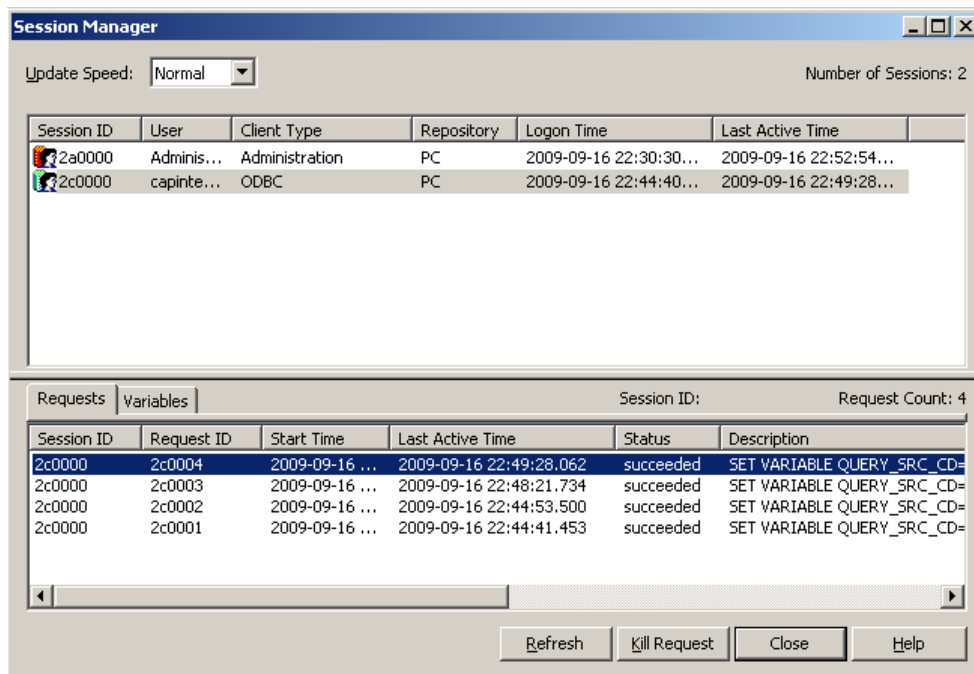 Session Manager
Update Speed: Normal Number of Sessions: 2
Session ID User Client Type Repository Logon Time Last Active Time
2a0000 Adminis... Administration PC 2009-09-16 22:30:30... 2009-09-16 22:52:54...
2c0000 capinte... ODBC PC 2009-09-16 22:44:40... 2009-09-16 22:49:28...
Requests Variables Session ID: Request Count: 4
Session ID Request ID Start Time Last Active Time Status Description
2c0000 2c0004 2009-09-16 ... 2009-09-16 22:49:28.062 succeeded SET VARIABLE QUERY_SRC_CD=
2c0000 2c0003 2009-09-16 ... 2009-09-16 22:48:21.734 succeeded SET VARIABLE QUERY_SRC_CD=
2c0000 2c0002 2009-09-16 ... 2009-09-16 22:44:53.500 succeeded SET VARIABLE QUERY_SRC_CD=
2c0000 2c0001 2009-09-16 ... 2009-09-16 22:44:41.453 succeeded SET VARIABLE QUERY_SRC_CD=
Refresh Kill Request Close Help